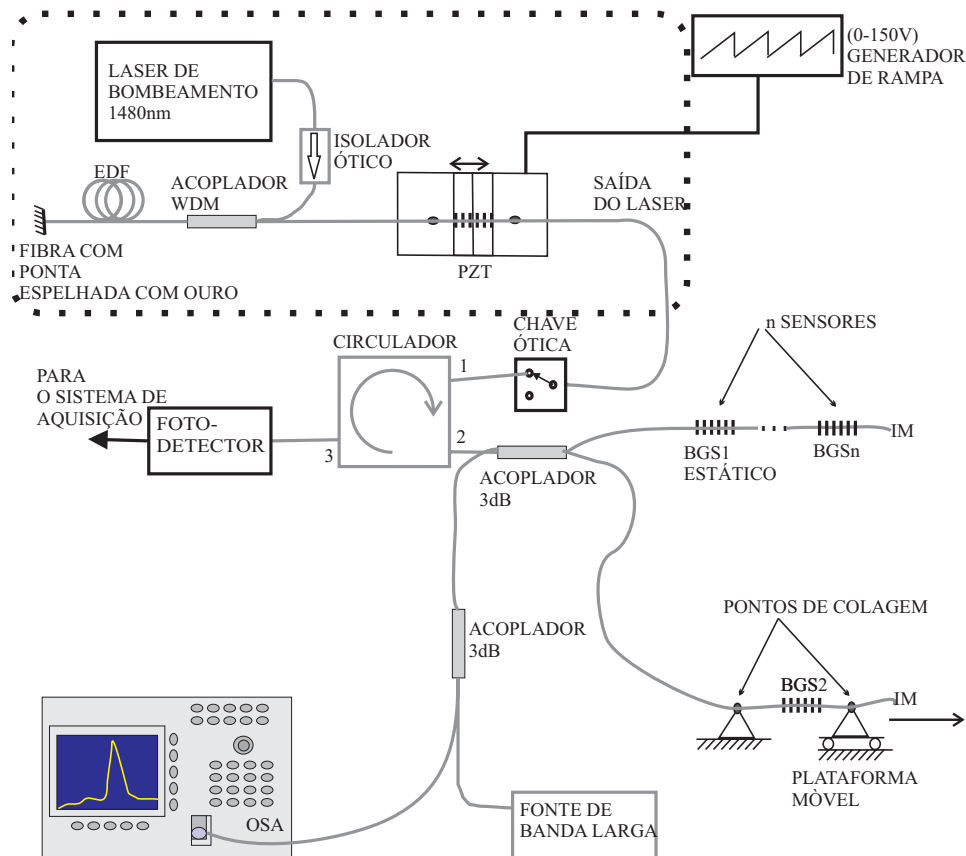 LASER DE
BOMBEAMENTO
1480nm
(0-150V)
GENERADOR
DE RAMPA
ISOLADOR
ÓTICO
EDF
ACOPLADOR
WDM
SAÍDA
DO LASER
FIBRA COM
PONTA
ESPELHADA COM OURO
PZT
CIRCULADOR
CHAVE
ÓTICA
n SENSORES
PARA
O SISTEMA DE
AQUISIÇÃO
FOTO-
DETECTOR
1
2
3
ACOPLADOR
3dB
BGS1
ESTÁTICO
BGSn
IM
ACOPLADOR
3dB
PONTOS DE COLAGEM
BGS2
IM
PLATAFORMA
MÒVEL
OSA
FONTE DE
BANDA LARGA